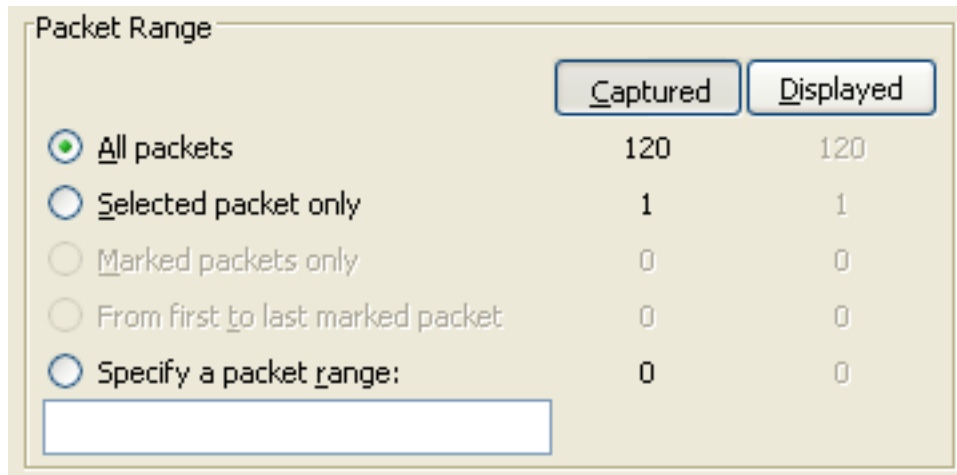 Packet Range
Captured Displayed
All packets 120 120
Selected packet only 1 1
Marked packets only 0 0
From first to last marked packet 0 0
Specify a packet range: 0 0